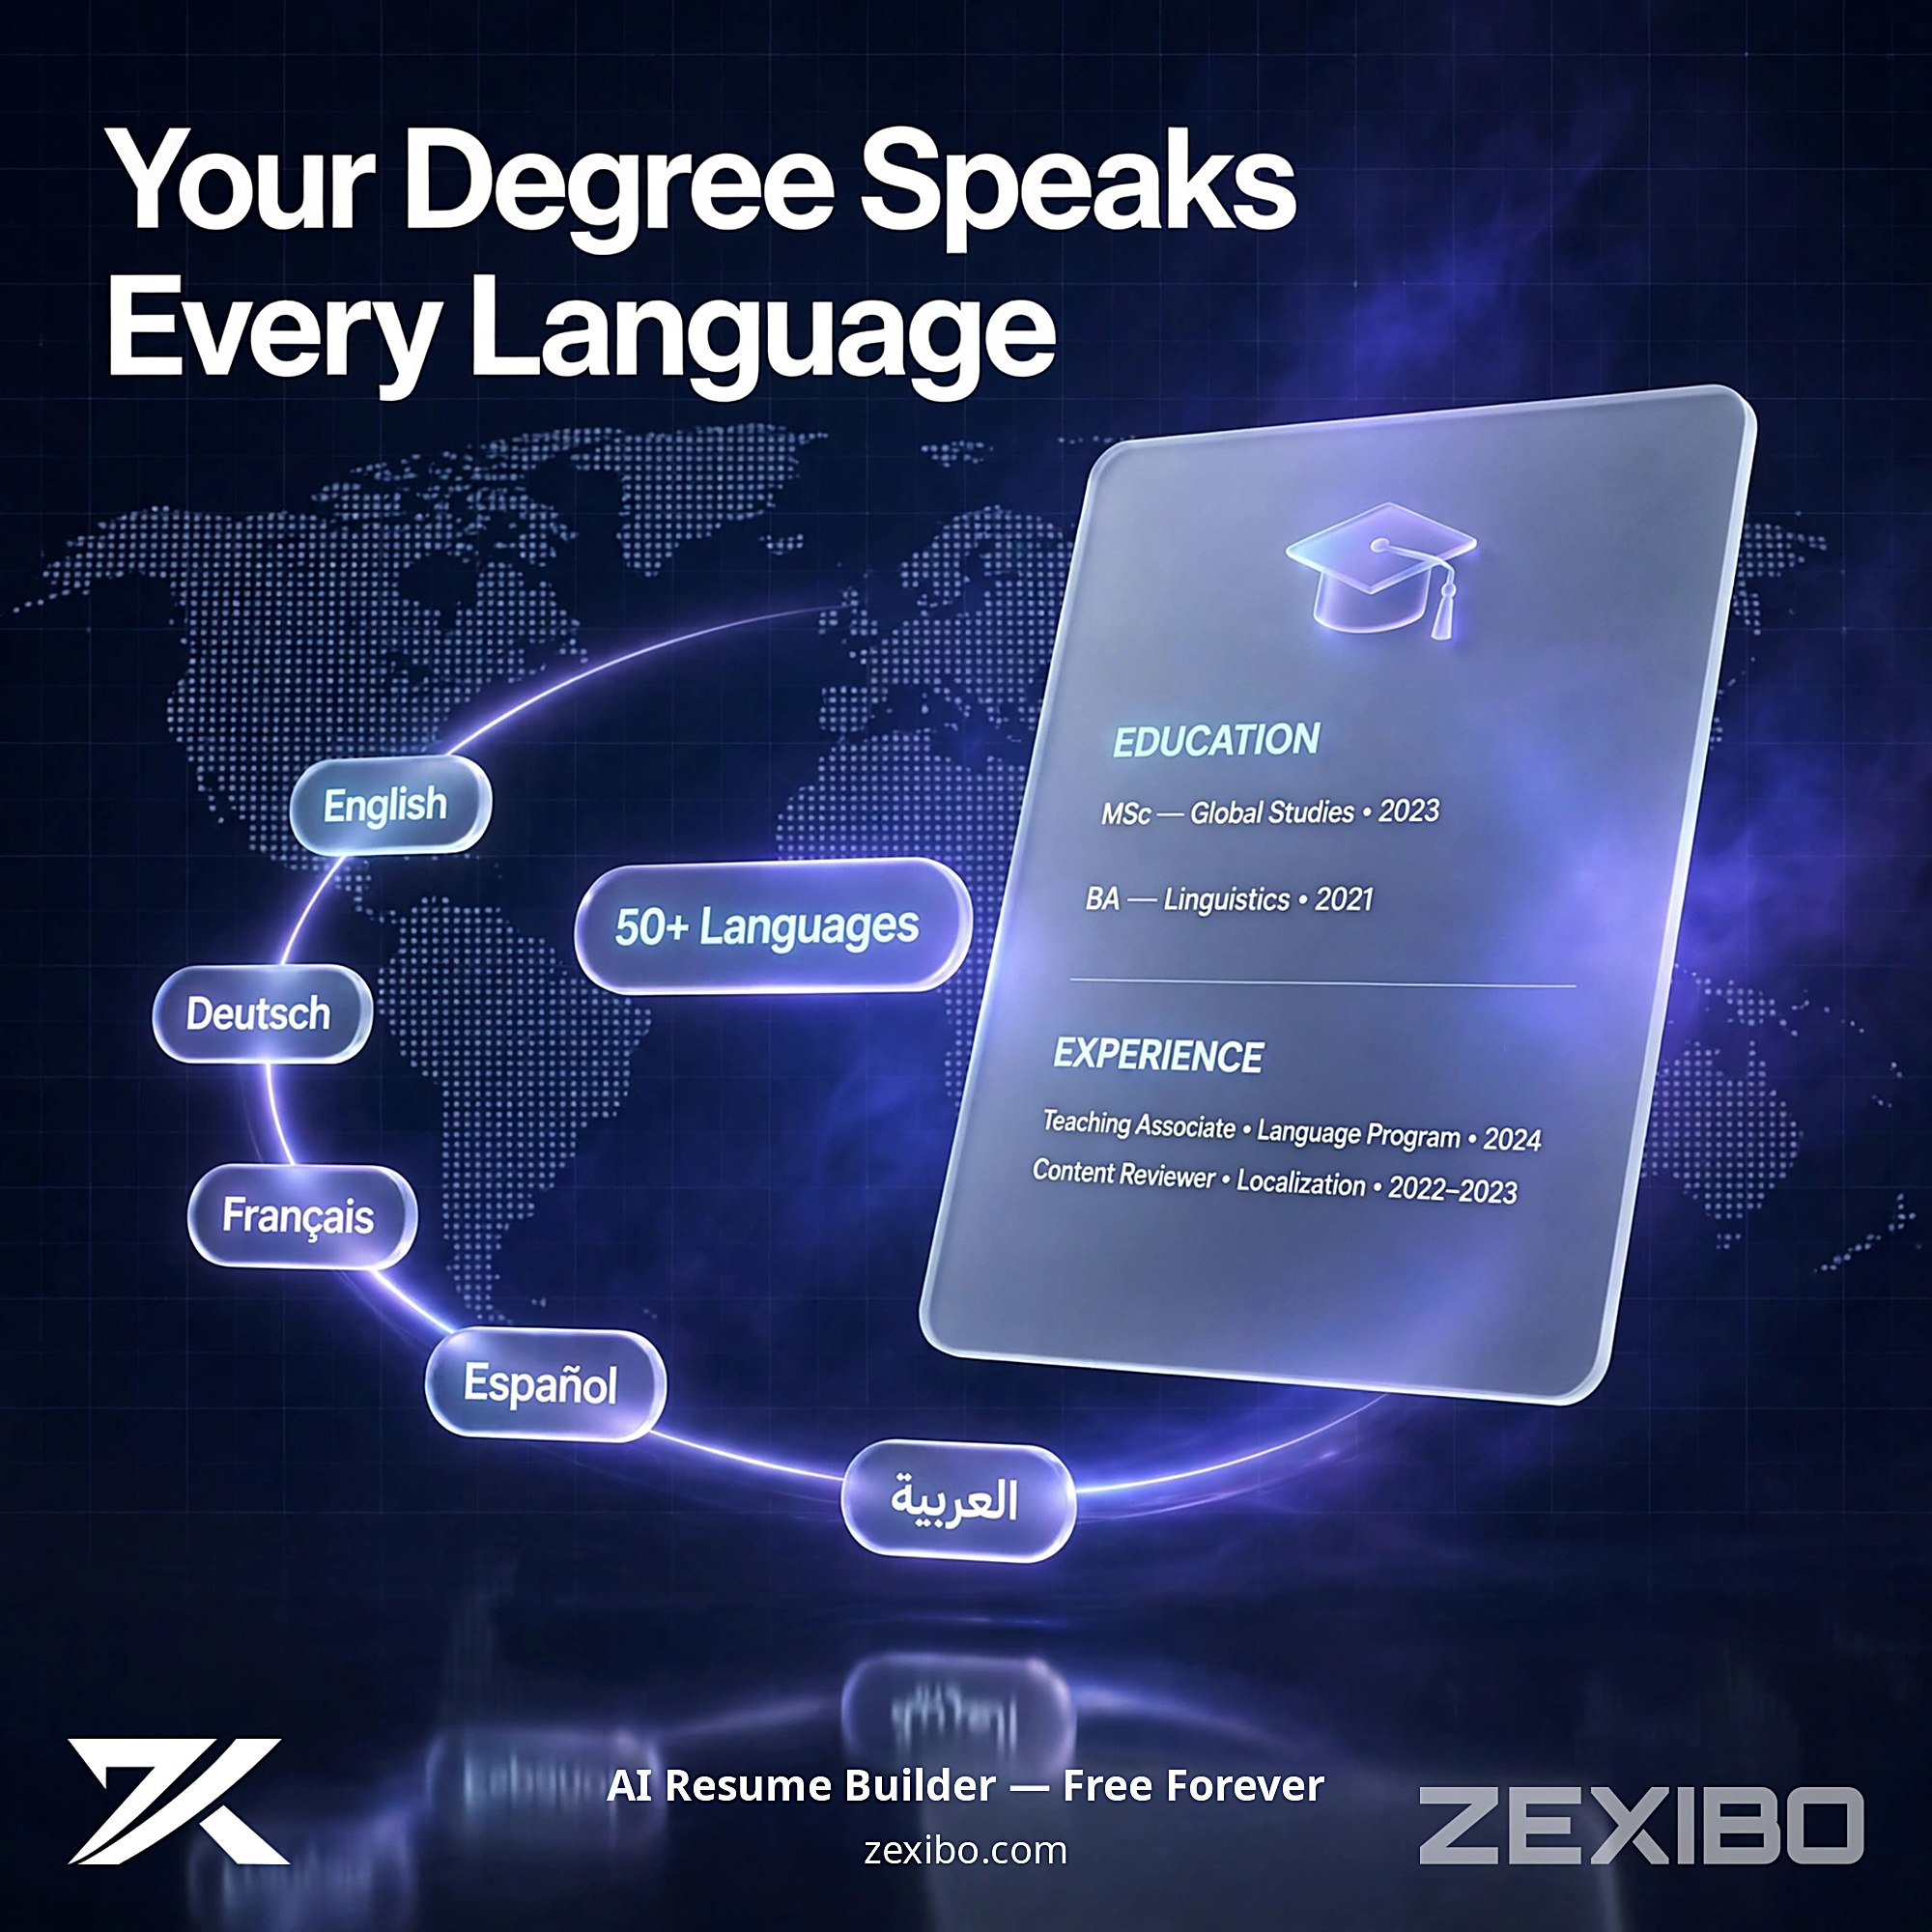 Your Degree Speaks
Every Language
EDUCATION
MSc — Global Studies • 2023
BA — Linguistics • 2021
EXPERIENCE
Teaching Associate • Language Program • 2024
Content Reviewer • Localization • 2022–2023
50+ Languages
English
Deutsch
Français
Español
العربية
AI Resume Builder — Free Forever
zexibo.com
ZEXIBO